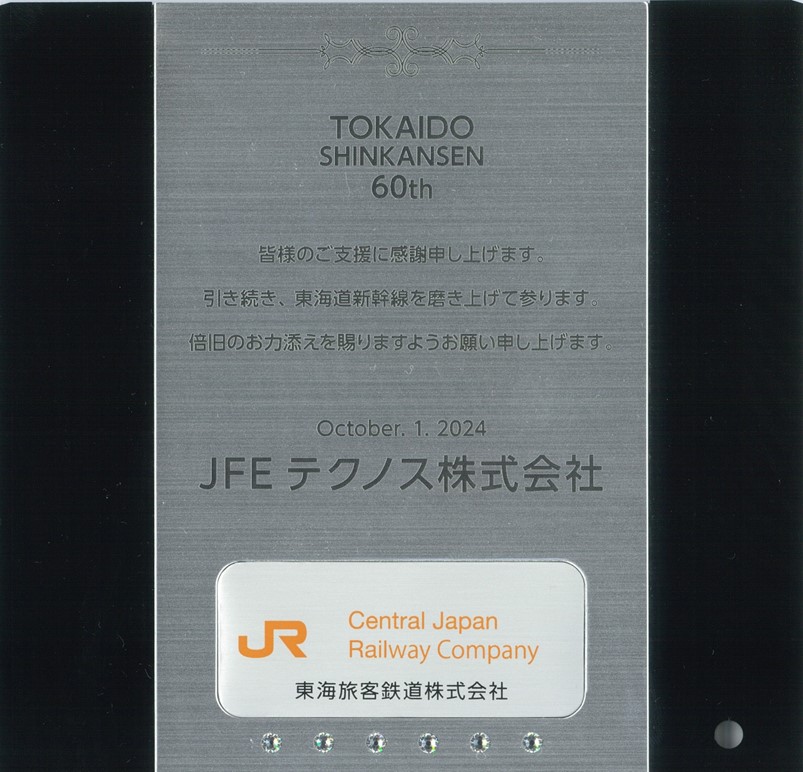 TOKAIDO
SHINKANSEN
60th
皆様のご支援に感謝申し上げます。
引き続き、東海道新幹線を磨き上げて参ります。
倍旧のお力添えを賜りますようお願い申し上げます。
October. 1. 2024
JFE テクノス株式会社
JR
Central Japan
Railway Company
東海旅客鉄道株式会社